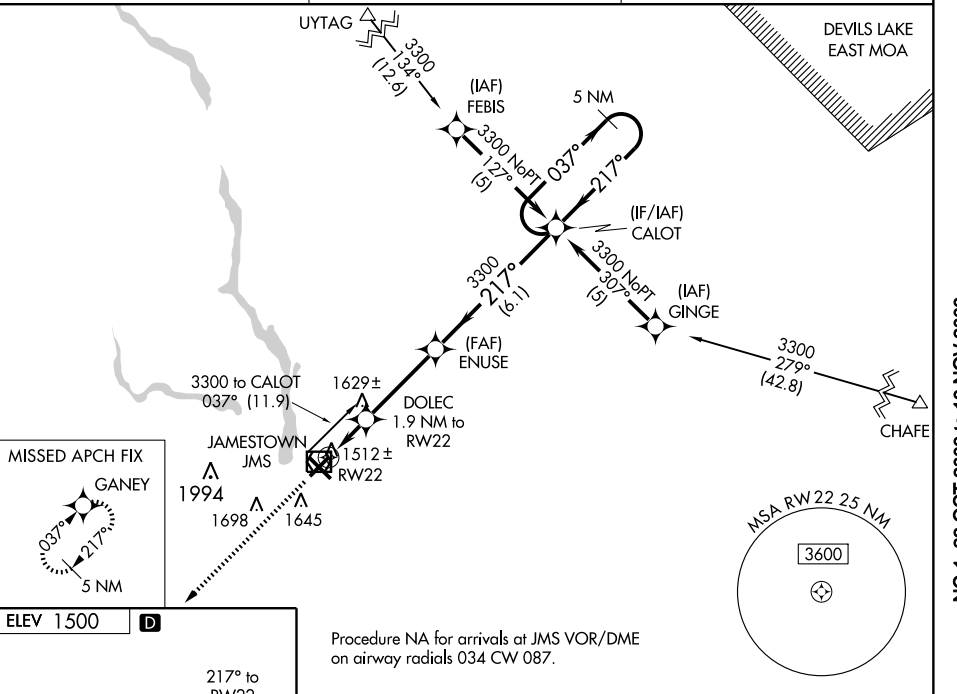 UYTAG
3300
134°
(12.6)
DEVILS LAKE
EAST MOA
(IAF)
FEBIS
5 NM
3300 NoPT
127°
(5)
037°
217°
(IF/IAF)
CALOT
3300 NoPT
307°
(5)
(IAF)
GINGE
3300
217°
(6.1)
(FAF)
ENUSE
3300
279°
(42.8)
CHAFE
3300 to CALOT
037° (11.9)
1629±
DOLEC
1.9 NM to
RW22
JAMESTOWN
JMS
1512±
RW22
MISSED APCH FIX
GANEY
037°
217°
5 NM
1994
1698
1645
MSA RW22 25 NM
3600
ELEV 1500
D
Procedure NA for arrivals at JMS VOR/DME
on airway radials 034 CW 087.
217° to
RW22